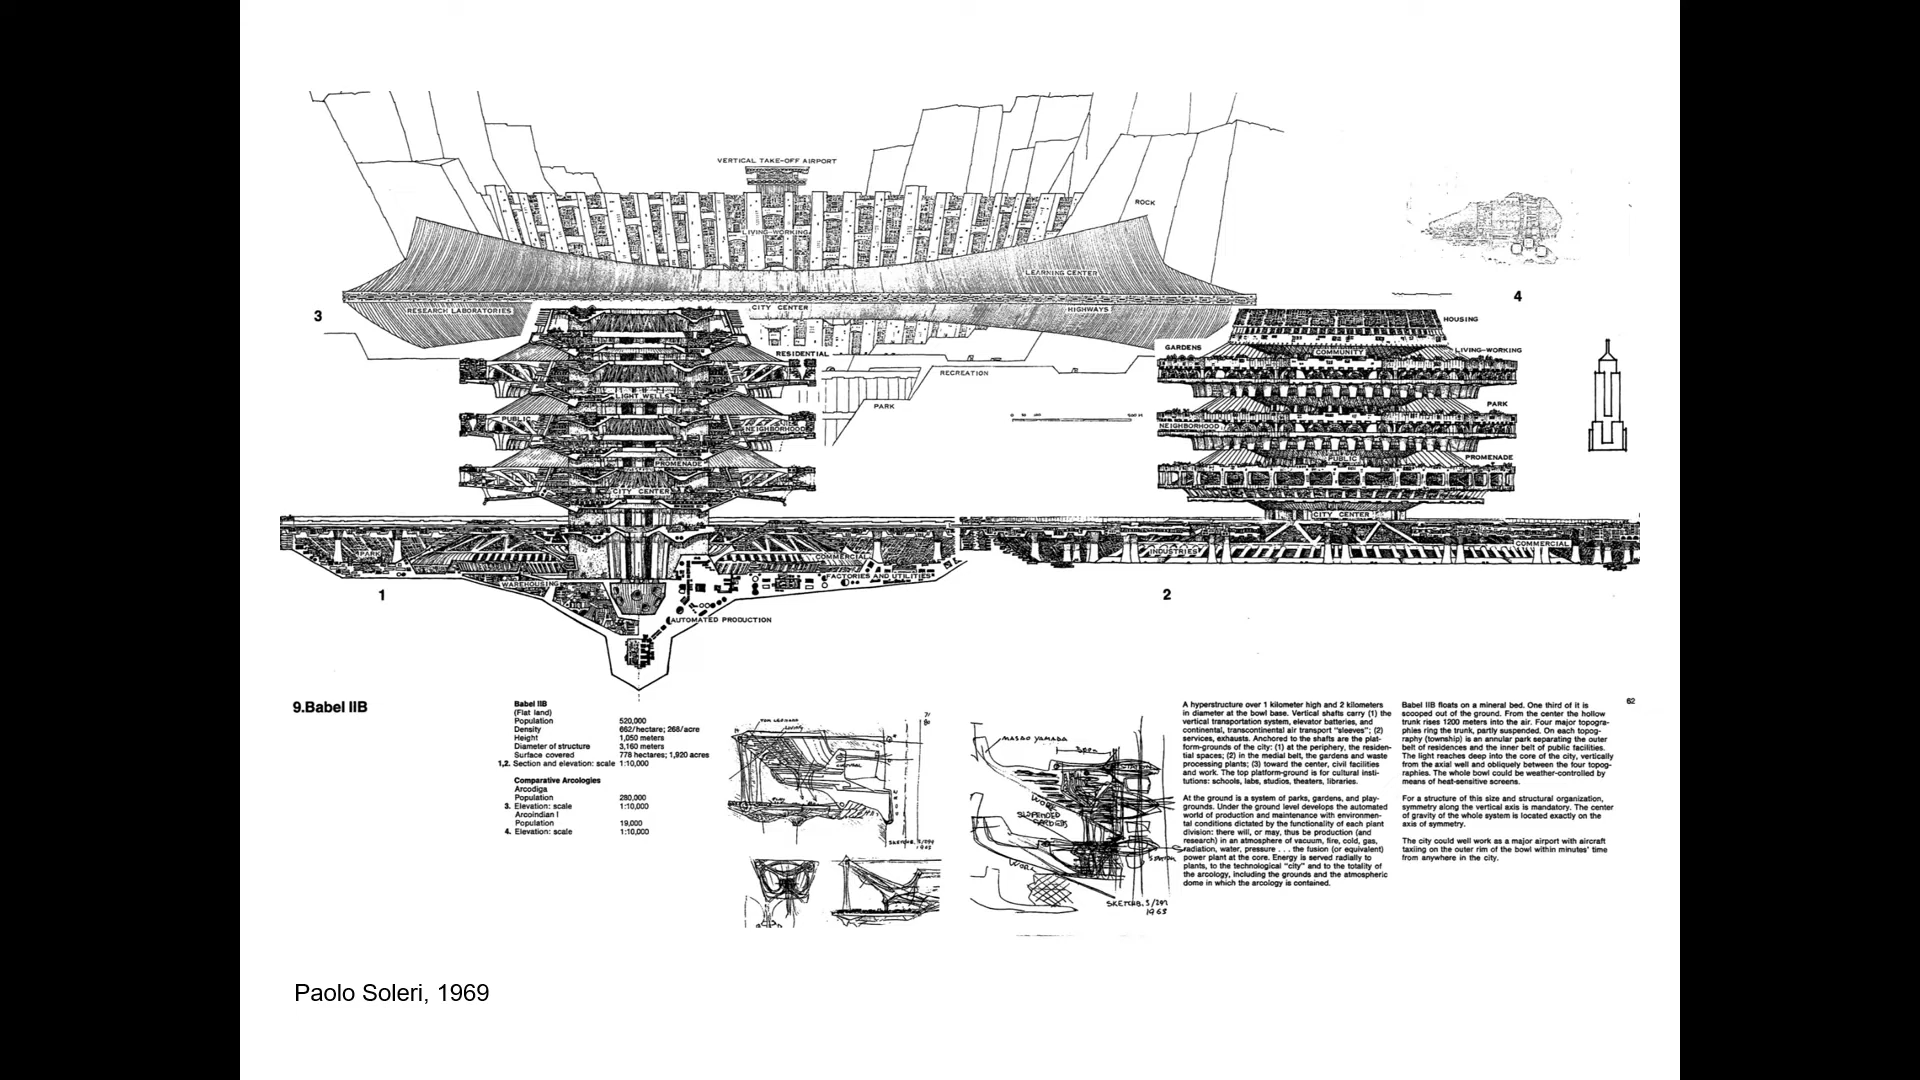 VERTICAL TAKE-OFF AIRPORT
ROCK
LIVING-WORKING
LEARNING CENTER
4
3
RESEARCH LABORATORIES
CITY CENTER
HIGHWAYS
HOUSING
RESIDENTIAL
GARDENS
COMMUNITY
LIVING-WORKING
RECREATION
LIGHT WELLS
PARK
PARK
PUBLIC
NEIGHBORHOOD
NEIGHBORHOOD
PROMENADE
PUBLIC
PROMENADE
CITY CENTER
CITY CENTER
PARK
COMMERCIAL
INDUSTRIES
COMMERCIAL
WAREHOUSING
FACTORIES AND UTILITIES
1
2
AUTOMATED PRODUCTION
62
9.Babel IIB
Babel IIB
(Flat land)
Population 520,000
Density 662/hectare; 268/acre
Height 1,050 meters
Diameter of structure 3,160 meters
Surface covered 778 hectares; 1,920 acres
1,2. Section and elevation: scale 1:10,000
Comparative Arcologies
Arcodiga
Population 280,000
3. Elevation: scale 1:10,000
Arcoindian I
Population 19,000
4. Elevation: scale 1:10,000
MASAO YAMADA
WORK
SUSPENDED
GARDENS
WORK
1963
A hyperstructure over 1 kilometer high and 2 kilometers
in diameter at the bowl base. Vertical shafts carry (1) the
vertical transportation system, elevator batteries, and
continental, transcontinental air transport "sleeves"; (2)
services, exhausts. Anchored to the shafts are the plat-
form-grounds of the city: (1) at the periphery, the residen-
tial spaces; (2) in the medial belt, the gardens and waste
processing plants; (3) toward the center, civil facilities
and work. The top platform-ground is for cultural insti-
tutions: schools, labs, studios, theaters, libraries.
At the ground is a system of parks, gardens, and play-
grounds. Under the ground level develops the automated
world of production and maintenance with environmen-
tal conditions dictated by the functionality of each plant
division: there will, or may, thus be production (and
research) in an atmosphere of vacuum, fire, cold, gas,
radiation, water, pressure . . . the fusion (or equivalent)
power plant at the core. Energy is served radially to
plants, to the technological "city" and to the totality of
the arcology, including the grounds and the atmospheric
dome in which the arcology is contained.
Babel IIB floats on a mineral bed. One third of it is
scooped out of the ground. From the center the hollow
trunk rises 1200 meters into the air. Four major topogra-
phies ring the trunk, partly suspended. On each topog-
raphy (township) is an annular park separating the outer
belt of residences and the inner belt of public facilities.
The light reaches deep into the core of the city, vertically
from the axial well and obliquely between the four topog-
raphies. The whole bowl could be weather-controlled by
means of heat-sensitive screens.
For a structure of this size and structural organization,
symmetry along the vertical axis is mandatory. The center
of gravity of the whole system is located exactly on the
axis of symmetry.
The city could well work as a major airport with aircraft
taxiing on the outer rim of the bowl within minutes' time
from anywhere in the city.
Paolo Soleri, 1969